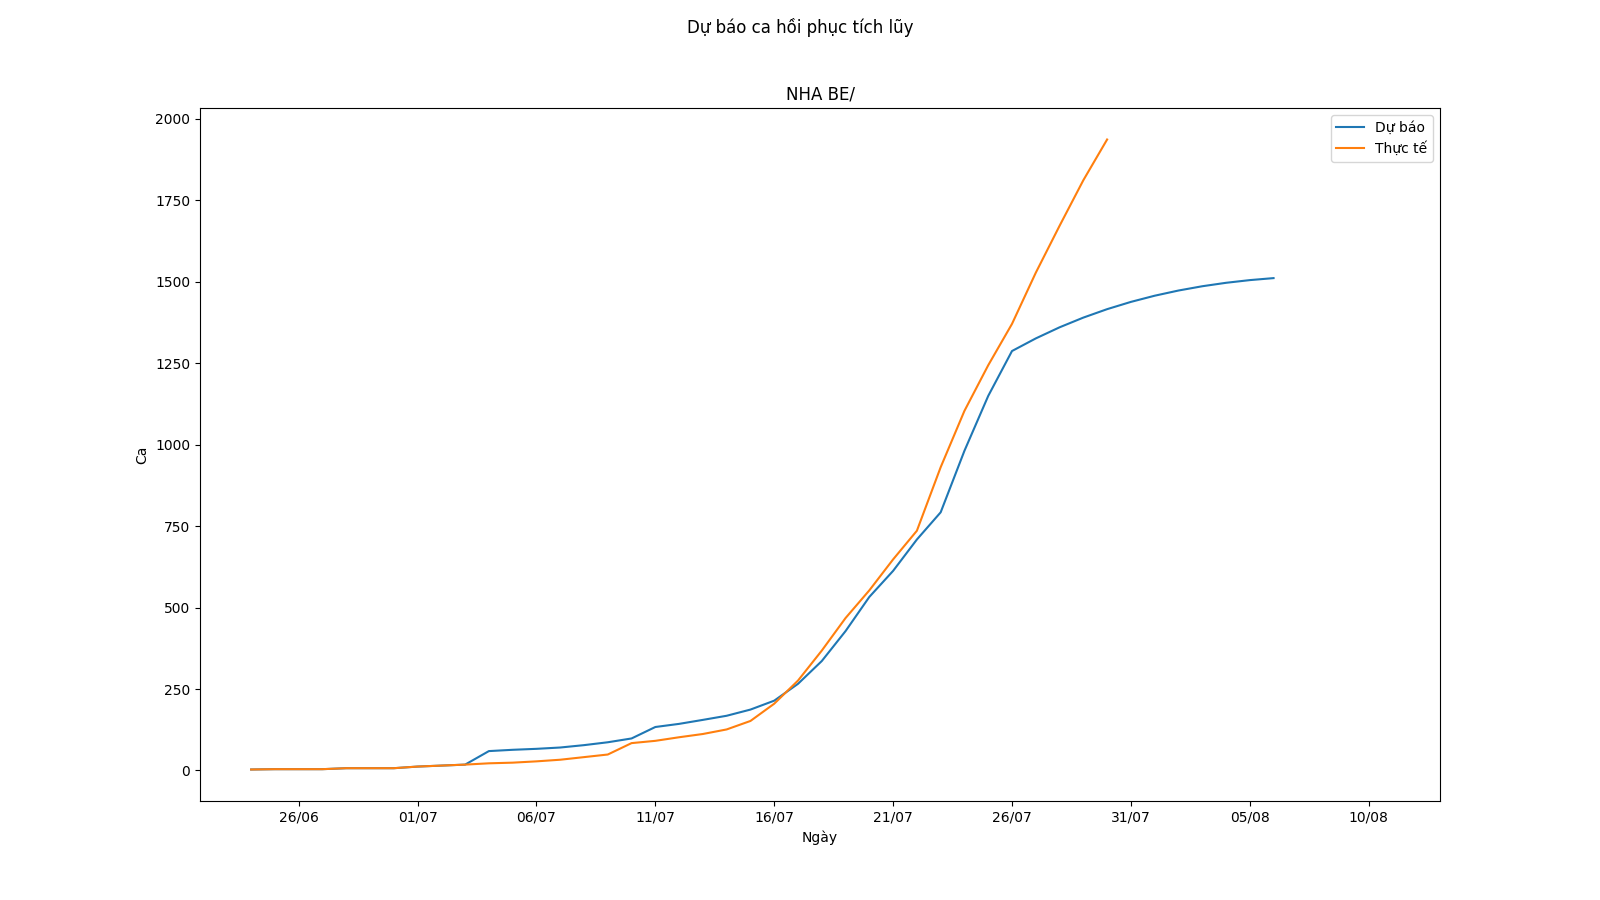 Dự báo ca hồi phục tích lũy
NHA BE/
Dự báo
Thực tế
2000
1750
1500
1250
1000
750
500
250
0
Ca
26/06 01/07 06/07 11/07 16/07 21/07 26/07 31/07 05/08 10/08
Ngày